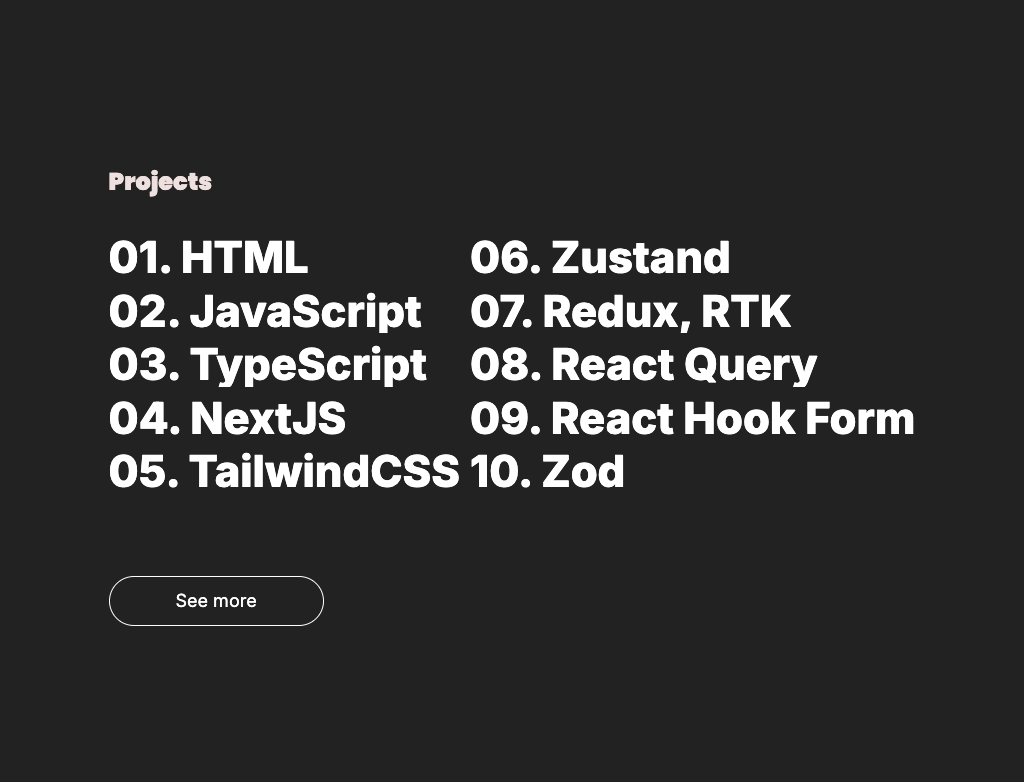 Projects
01. HTML
02. JavaScript
03. TypeScript
04. NextJS
05. TailwindCSS
06. Zustand
07. Redux, RTK
08. React Query
09. React Hook Form
10. Zod
See more